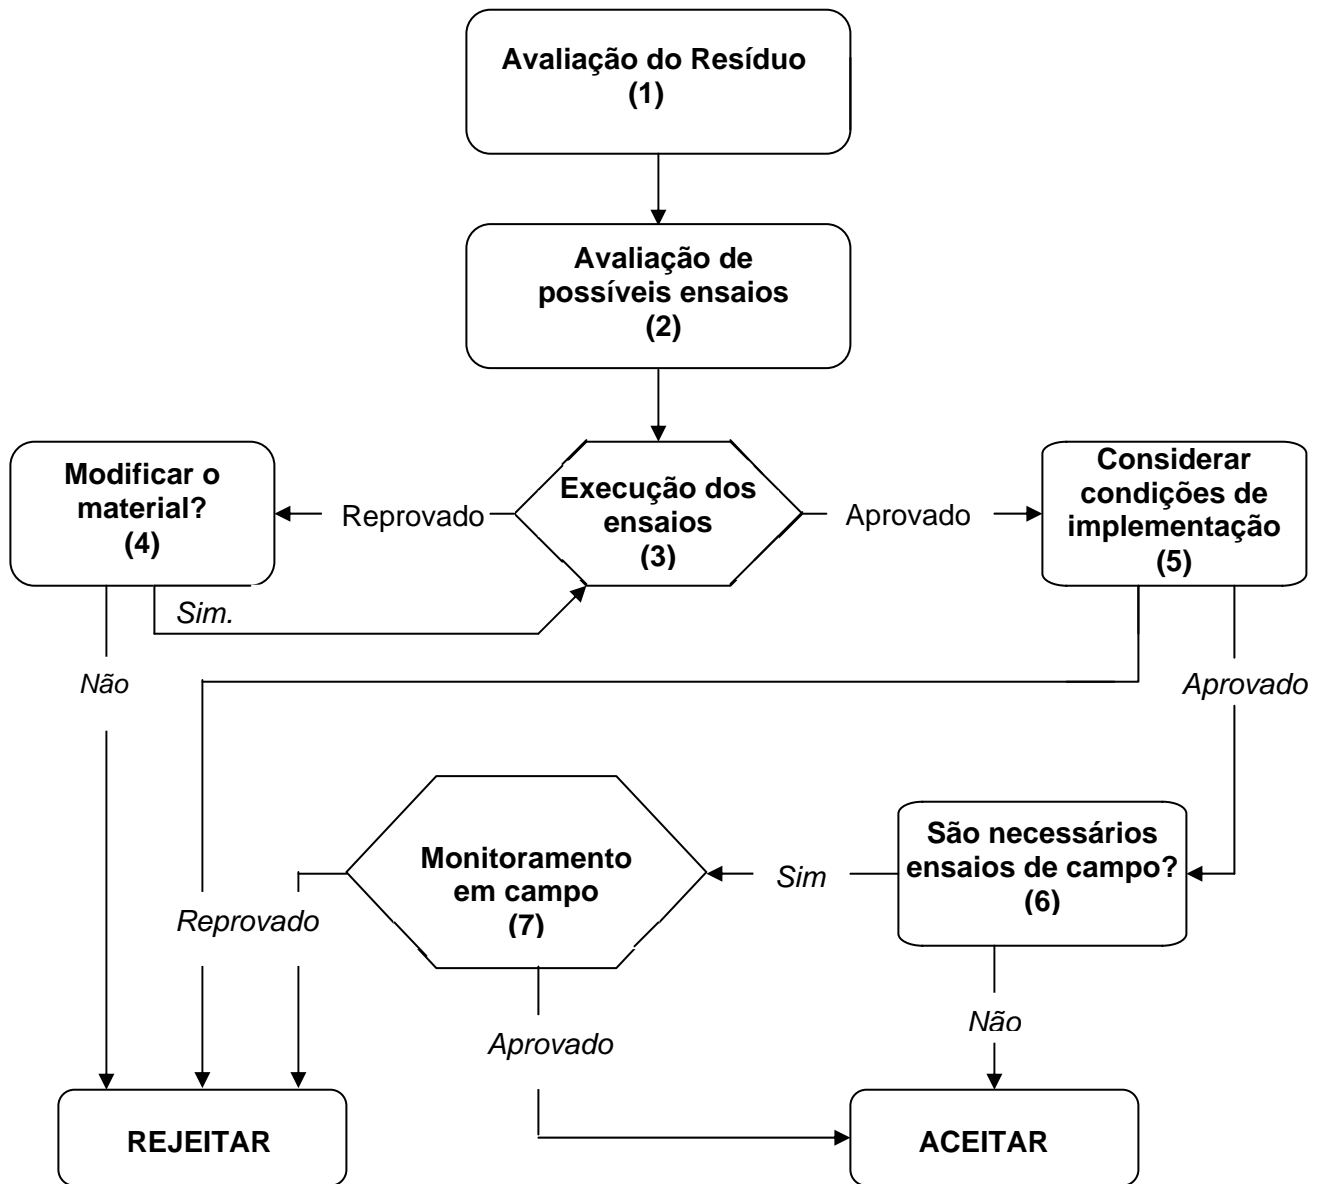 Avaliação do Resíduo
(1)
Avaliação de
possíveis ensaios
(2)
Modificar o
material?
(4)
Reprovado
Execução dos
ensaios
(3)
Aprovado
Considerar
condições de
implementação
(5)
Sim.
Não
Aprovado
Monitoramento
em campo
(7)
Sim
São necessários
ensaios de campo?
(6)
Reprovado
Aprovado
Não
REJEITAR
ACEITAR